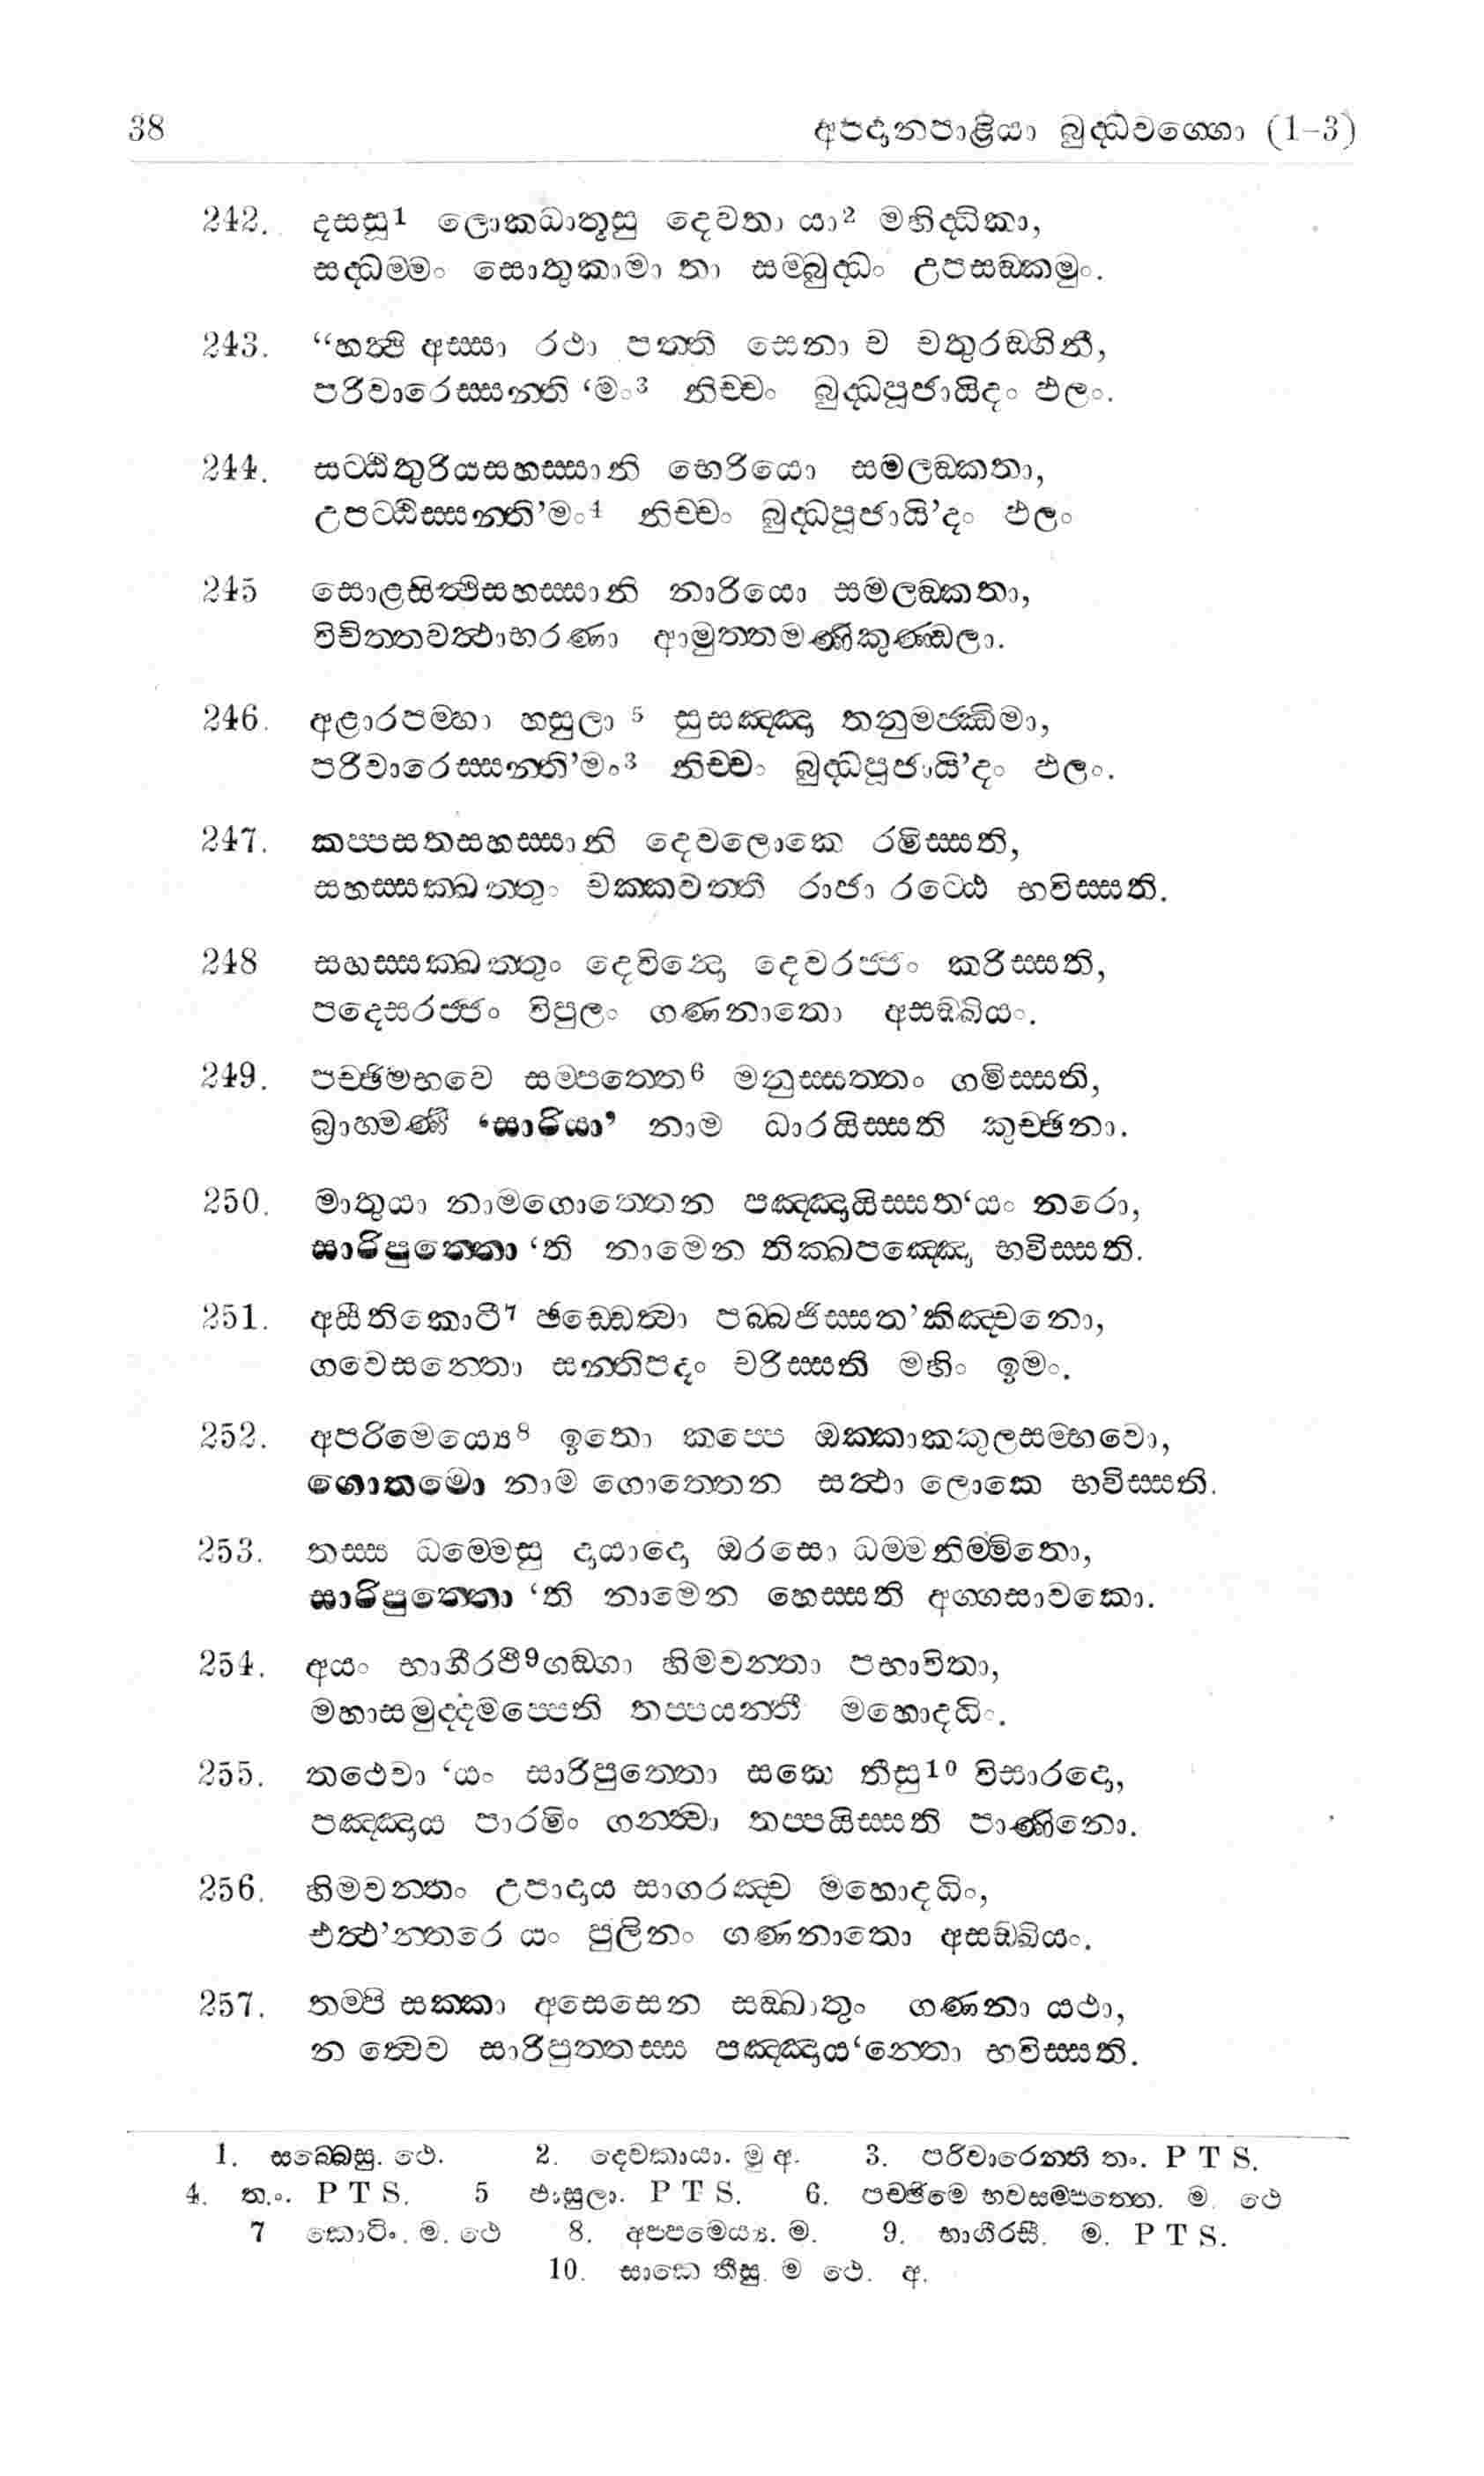 38 අපදානපාළියා බුද්ධවග්ගො (1–3)
242. දසසූ1 ලොකධාතූසු දෙවතා යා2 මහිද්ධිකා,
සද්ධම්මං සොතුකාමා තා සම්බුද්ධං උපසඞ්කමුං.
243. “හත්ථි අස්සා රථා පත්ති සෙනා ච චතුරඞ්ගිනී,
පරිවාරෙස්සන්ති ‘මං3 නිච්චං බුද්ධපූජායිදං ඵලං.
244. සට්ඨිතුරියසහස්සානි භෙරියො සමලඞ්කතා,
උපට්ඨිස්සන්ති’මං4 නිච්චං බුද්ධපූජායි’දං ඵලං
245 සොළසිත්ථිසහස්සානි නාරියො සමලඞ්කතා,
විචිත්තවත්ථාභරණා ආමුත්තමණිකුණ්ඩලා.
246. අළාරපම්හා හසුලා 5 සුසඤ්ඤා තනුමජ්ඣිමා,
පරිවාරෙස්සන්ති’මං3 නිච්චං බුද්ධපූජායි’දං ඵලං.
247. කප්පසතසහස්සානි දෙවලොකෙ රමිස්සති,
සහස්සක්ඛත්තුං චක්කවත්තී රාජා රට්ඨෙ භවිස්සති.
248 සහස්සක්ඛත්තුං දෙවින්දො දෙවරජ්ජං කරිස්සති,
පදෙසරජ්ජං විපුලං ගණනාතො අසඞ්ඛියං.
249. පච්ඡිමභවෙ සම්පත්තෙ6 මනුස්සත්තං ගමිස්සති,
බ්‍රාහ්මණී ‘සාරියා’ නාම ධාරයිස්සති කුච්ඡිනා.
250. මාතුයා නාමගොත්තෙන පඤ්ඤායිස්සත‘යං නරො,
සාරිපුත්තො ‘ති නාමෙන තික්ඛපඤ්ඤො භවිස්සති.
251. අසීතිකොටී7 ඡඩ්ඩෙත්වා පබ්බජිස්සත’කිඤ්චනො,
ගවෙසන්තො සන්තිපදං චරිස්සති මහිං ඉමං.
252. අපරිමෙය්‍යෙ8 ඉතො කප්පෙ ඔක්කාකකුලසම්භවො,
ගොතමො නාම ගොත්තෙන සත්ථා ලොකෙ භවිස්සති.
253. තස්ස ධම්මෙසු දායාදො ඔරසො ධම්මනිම්මිතො,
සාරිපුත්තො ‘ති නාමෙන හෙස්සති අග්ගසාවකො.
254. අයං භාගීරථී9ගඞ්ගා හිමවන්තා පභාවිතා,
මහාසමුද්දමප්පෙති තප්පයන්තී මහොදධිං.
255. තථෙවා ‘යං සාරිපුත්තො සකෙ තීසු10 විසාරදො,
පඤ්ඤාය පාරමිං ගන්ත්වා තප්පයිස්සති පාණිනො.
256. හිමවන්තං උපාදාය සාගරඤ්ච මහොදධිං,
එත්ථ’න්තරෙ යං පුලිනං ගණනාතො අසඞ්ඛියං.
257. තම්පි සක්කා අසෙසෙන සඞ්ඛාතුං ගණනා යථා,
න ත්වෙව සාරිපුත්තස්ස පඤ්ඤාය‘න්තො භවිස්සති.
1. සබ්බෙසු. ථෙ. 2. දෙවකායා. මු අ. 3. පරිවාරෙන්ති තං. P T S.
4. තං. P T S. 5 ඵාසුලා. P T S. 6. පච්ඡිමෙ භවසම්පත්තෙ. ම. ථෙ
7 කොටිං. ම. ථෙ 8. අප්පමෙය්‍ය. ම. 9. භාගීරසී. ම. P T S.
10. සාකෙ තීසු. ම ථෙ. අ.